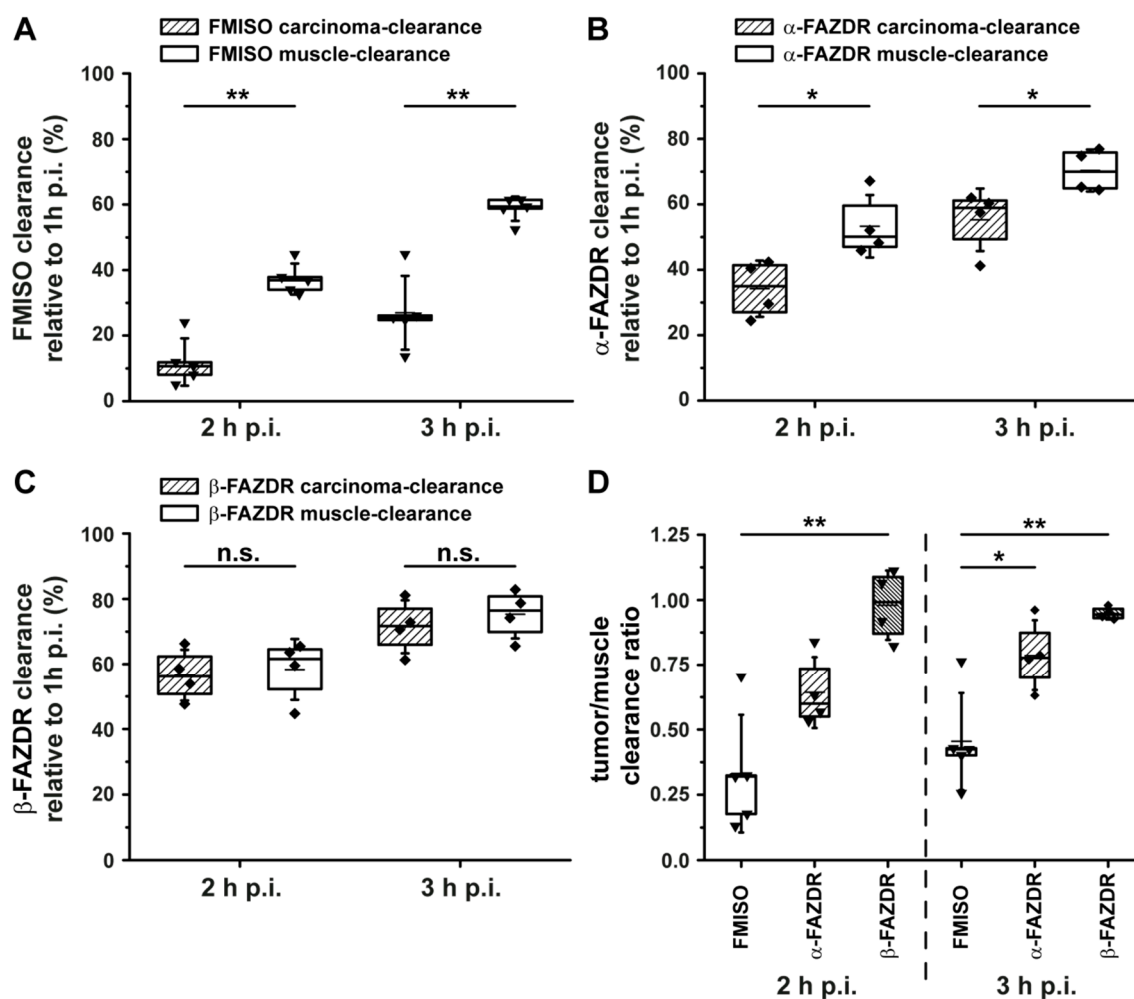 A
FMISO carcinoma-clearance
FMISO muscle-clearance
FMISO clearance
relative to 1h p.i. (%)
100
80
60
40
20
0
**
**
2 h p.i.
3 h p.i.
B
α-FAZDR carcinoma-clearance
α-FAZDR muscle-clearance
α-FAZDR clearance
relative to 1h p.i. (%)
100
80
60
40
20
0
*
*
2 h p.i.
3 h p.i.
C
β-FAZDR carcinoma-clearance
β-FAZDR muscle-clearance
β-FAZDR clearance
relative to 1h p.i. (%)
100
80
60
40
20
0
n.s.
n.s.
2 h p.i.
3 h p.i.
D
tumor/muscle
clearance ratio
1.25
1.00
0.75
0.50
0.25
0.0
**
**
*
FMISO
α-FAZDR
β-FAZDR
FMISO
α-FAZDR
β-FAZDR
2 h p.i.
3 h p.i.